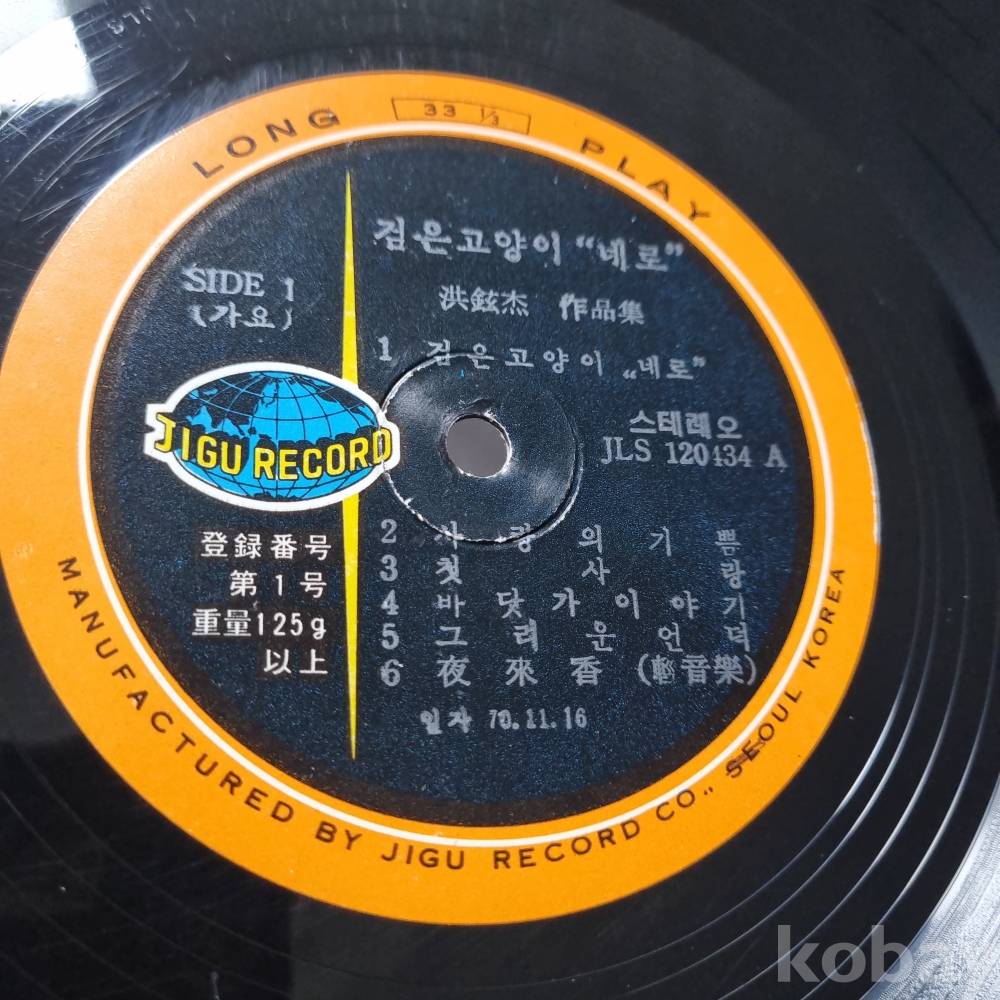 LONG 33 1/3 PLAY
검은고양이 “네로”
SIDE 1
(가요)
洪鉉杰 作品集
1 검은고양이 „네로”
스테레오
JLS 120434 A
JIGU RECORD
登録番号
第1号
重量125g
以上
2 사랑의기쁨
3 첫사랑
4 바닷가이야기
5 그리운언덕
6 夜來香 (輕音樂)
일자 70.11.16
MANUFACTURED BY JIGU RECORD CO., SEOUL KOREA
koba